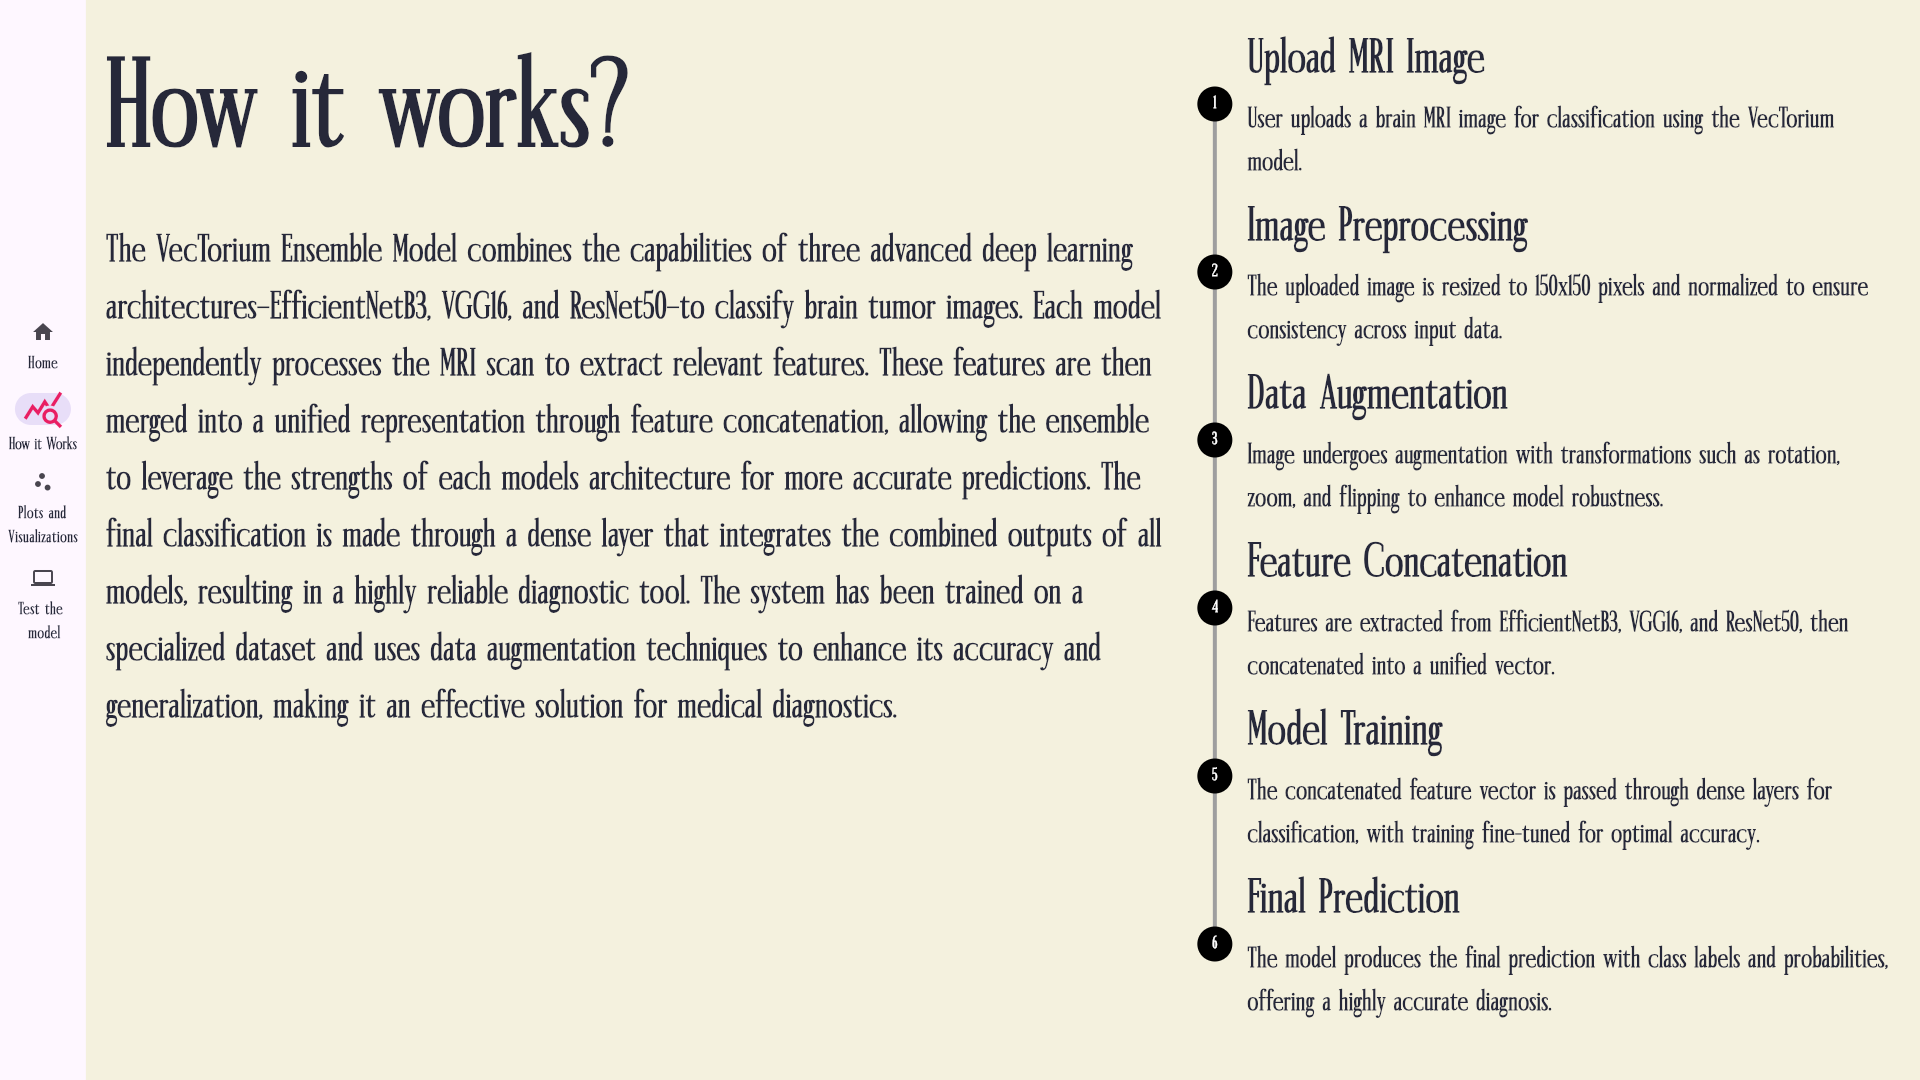 Home
How it Works
Plots and
Visualizations
Test the
model
How it works?
The VecTorium Ensemble Model combines the capabilities of three advanced deep learning
architectures–EfficientNetB3, VGG16, and ResNet50–to classify brain tumor images. Each model
independently processes the MRI scan to extract relevant features. These features are then
merged into a unified representation through feature concatenation, allowing the ensemble
to leverage the strengths of each models architecture for more accurate predictions. The
final classification is made through a dense layer that integrates the combined outputs of all
models, resulting in a highly reliable diagnostic tool. The system has been trained on a
specialized dataset and uses data augmentation techniques to enhance its accuracy and
generalization, making it an effective solution for medical diagnostics.
Upload MRI Image
1
User uploads a brain MRI image for classification using the VecTorium
model.
Image Preprocessing
2
The uploaded image is resized to 150x150 pixels and normalized to ensure
consistency across input data.
Data Augmentation
3
Image undergoes augmentation with transformations such as rotation,
zoom, and flipping to enhance model robustness.
Feature Concatenation
4
Features are extracted from EfficientNetB3, VGG16, and ResNet50, then
concatenated into a unified vector.
Model Training
5
The concatenated feature vector is passed through dense layers for
classification, with training fine-tuned for optimal accuracy.
Final Prediction
6
The model produces the final prediction with class labels and probabilities,
offering a highly accurate diagnosis.